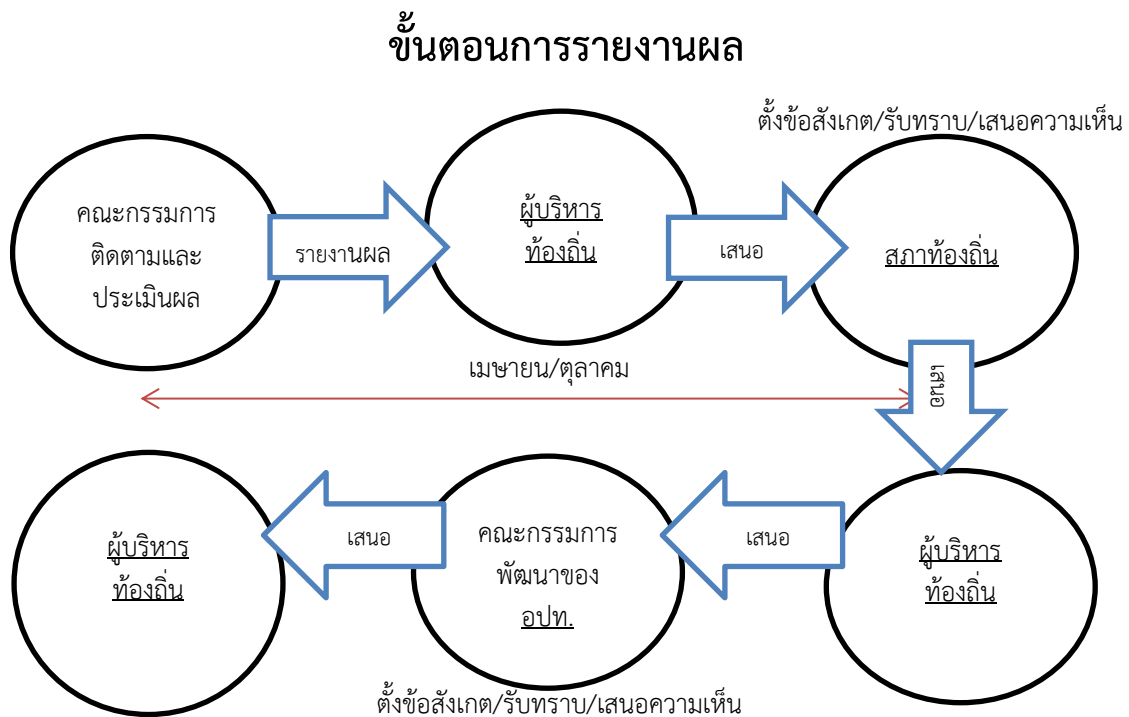 ขั้นตอนการรายงานผล
ตั้งข้อสังเกต/รับทราบ/เสนอความเห็น
คณะกรรมการ
ติดตามและ
ประเมินผล
รายงานผล
ผู้บริหาร
ท้องถิ่น
เสนอ
สภาท้องถิ่น
เมษายน/ตุลาคม
เสนอ
ผู้บริหาร
ท้องถิ่น
เสนอ
คณะกรรมการ
พัฒนาของ
อปท.
ตั้งข้อสังเกต/รับทราบ/เสนอความเห็น
เสนอ
ผู้บริหาร
ท้องถิ่น